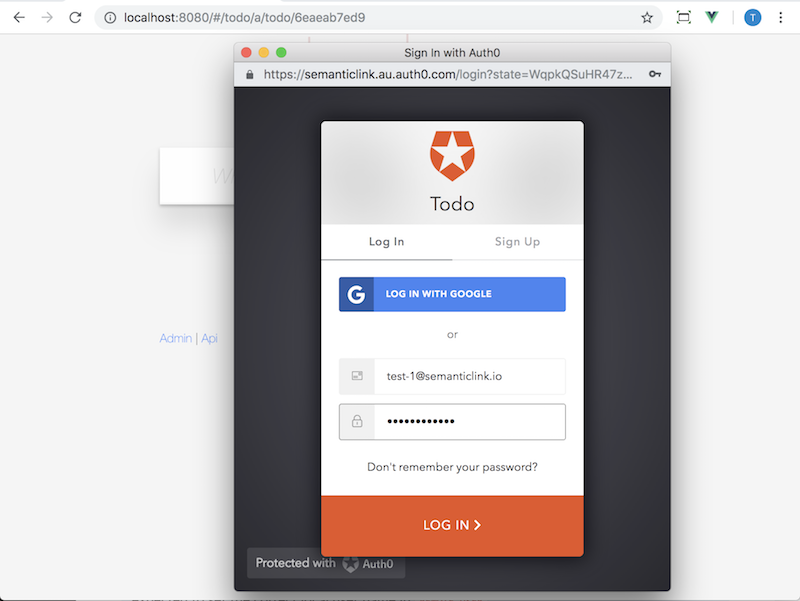 localhost:8080/#/todo/a/todo/6eaeab7ed9
T
Sign In with Auth0
https://semanticlink.au.auth0.com/login?state=WqpkQSuHR47z...
Todo
Log In
Sign Up
G
LOG IN WITH GOOGLE
or
test-1@semanticlink.io
••••••••••••
Don't remember your password?
LOG IN
Admin | Api
Protected with Auth0